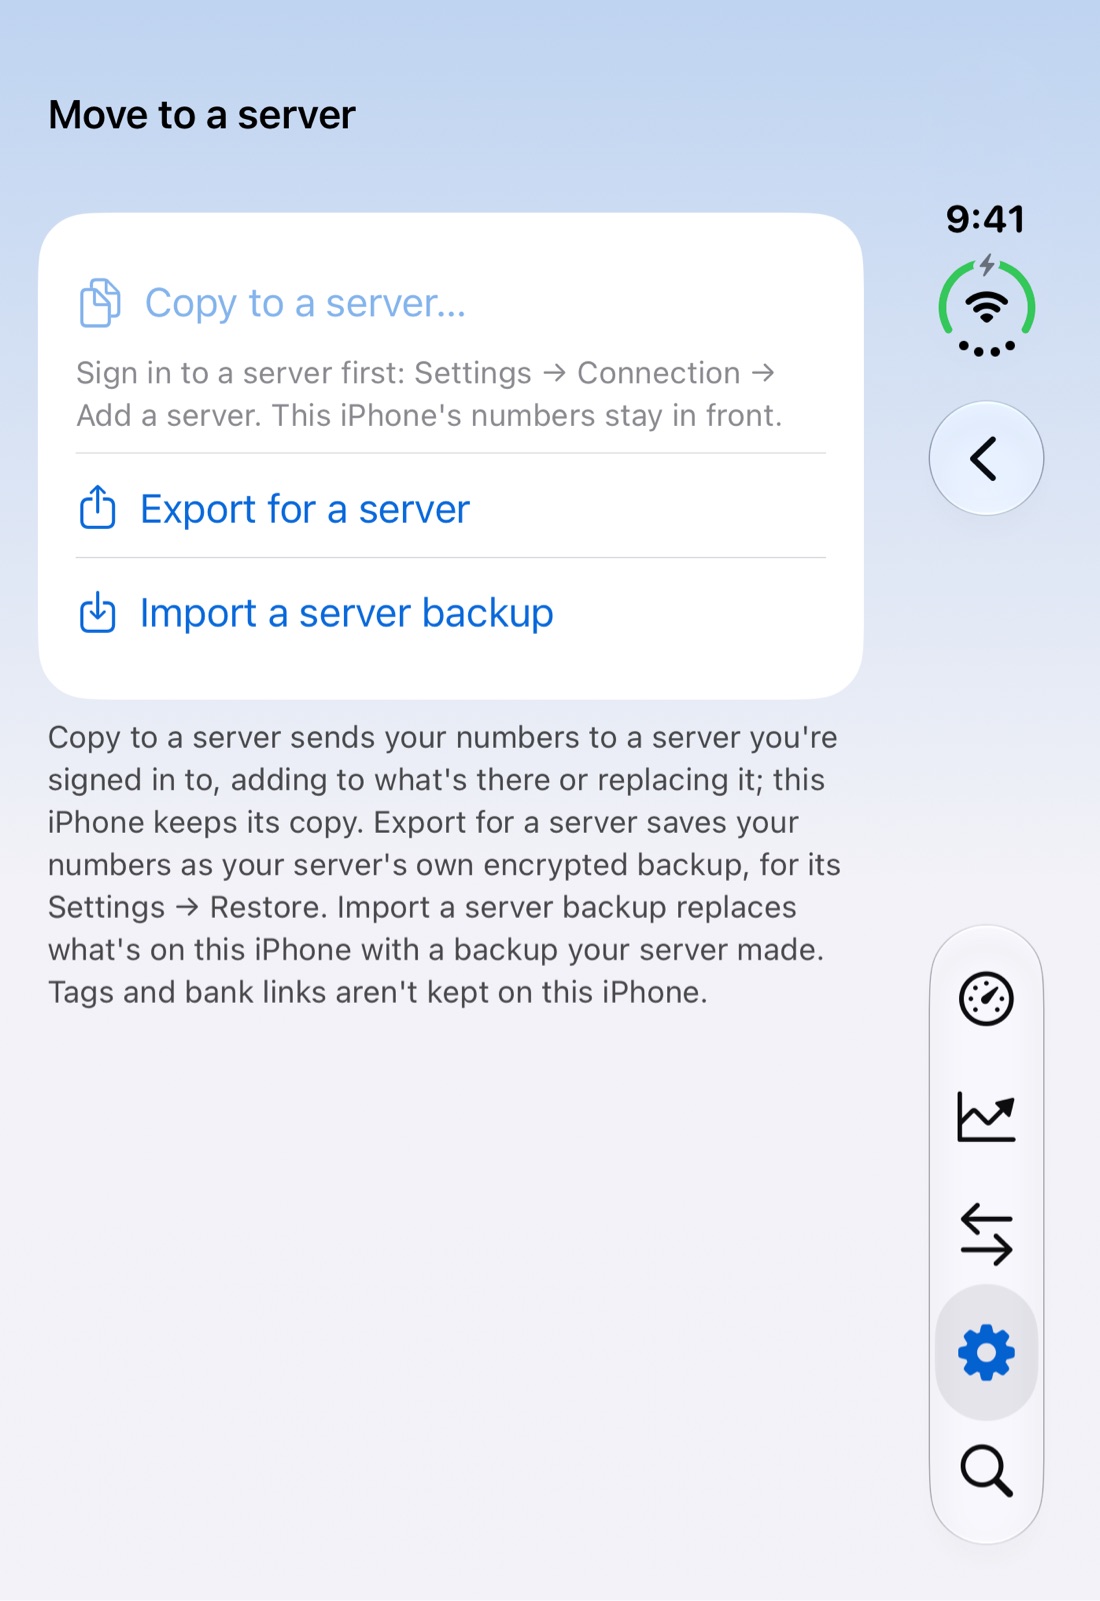 Move to a server
9:41
Copy to a server...
Sign in to a server first: Settings → Connection →
Add a server. This iPhone's numbers stay in front.
Export for a server
Import a server backup
Copy to a server sends your numbers to a server you're
signed in to, adding to what's there or replacing it; this
iPhone keeps its copy. Export for a server saves your
numbers as your server's own encrypted backup, for its
Settings → Restore. Import a server backup replaces
what's on this iPhone with a backup your server made.
Tags and bank links aren't kept on this iPhone.